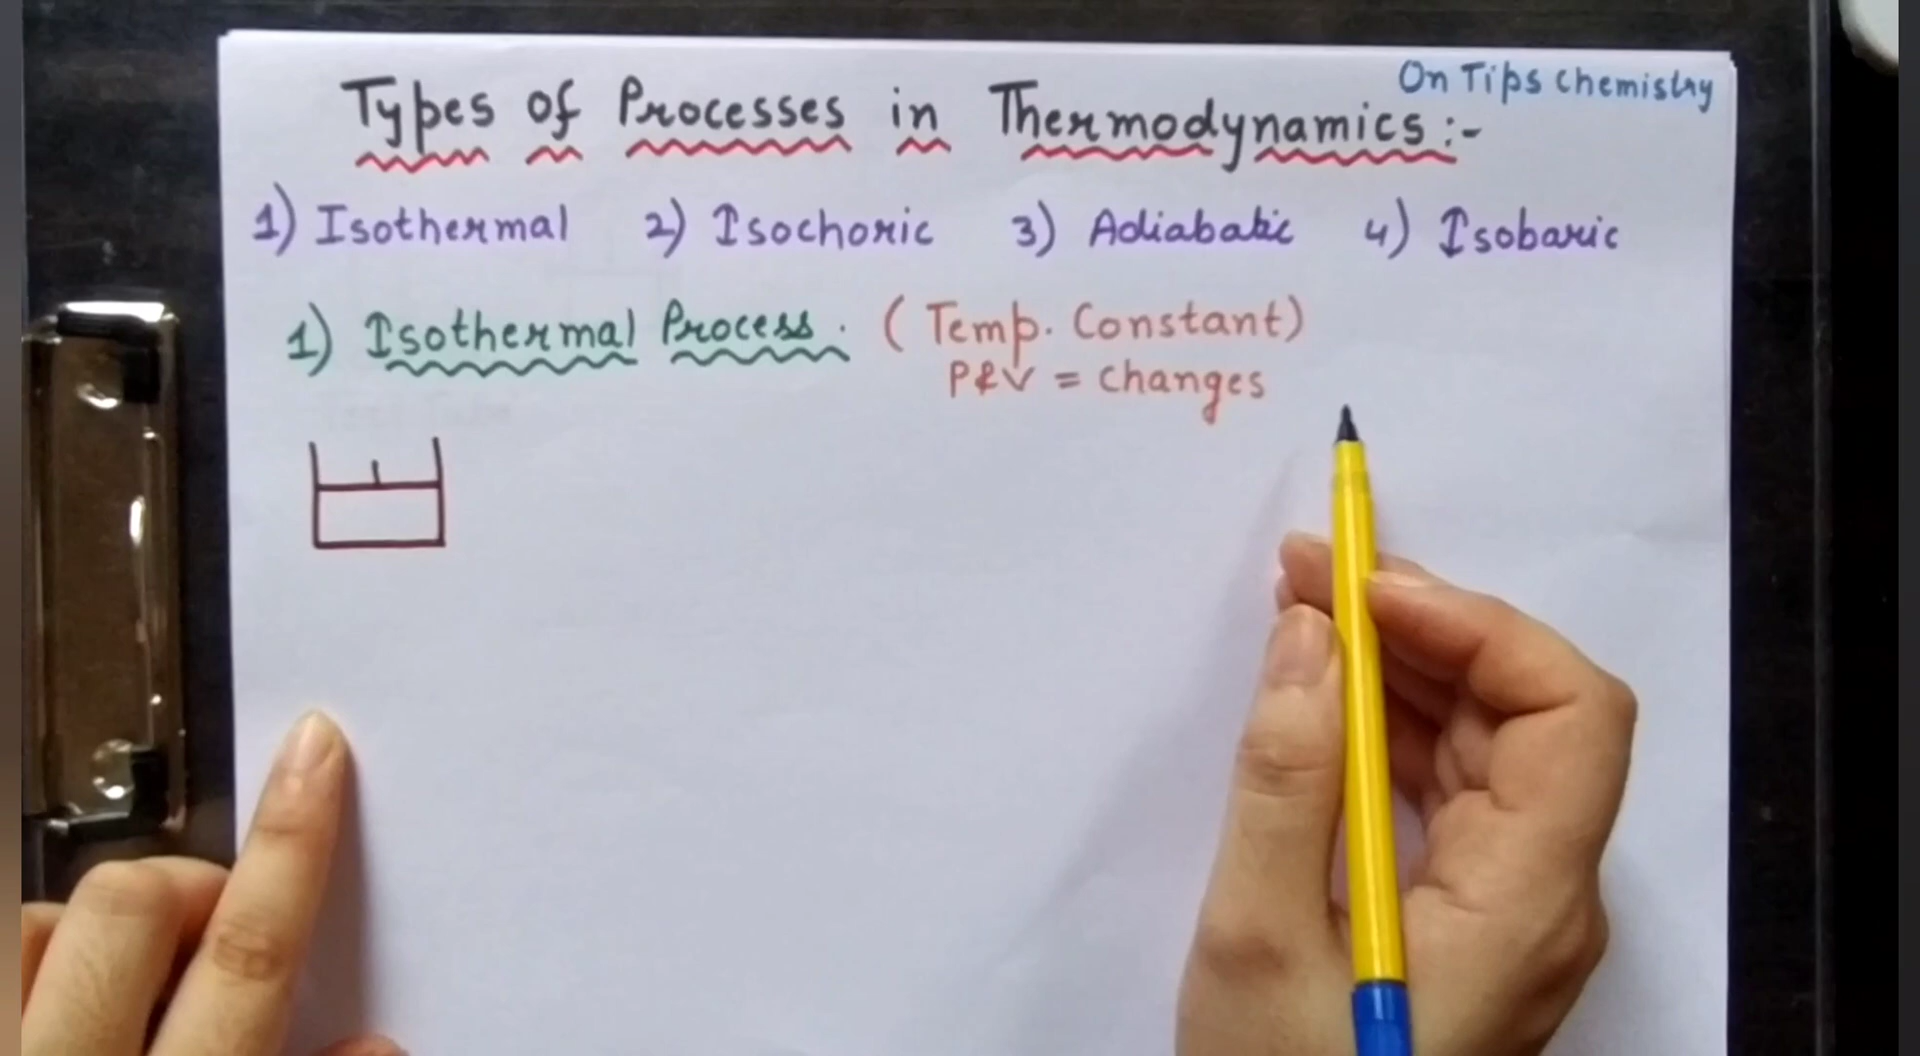 On Tips Chemistry
Types of Processes in Thermodynamics:-
1) Isothermal 2) Isochoric 3) Adiabatic 4) Isobaric
1) Isothermal Process. (Temp. Constant)
P&V = changes